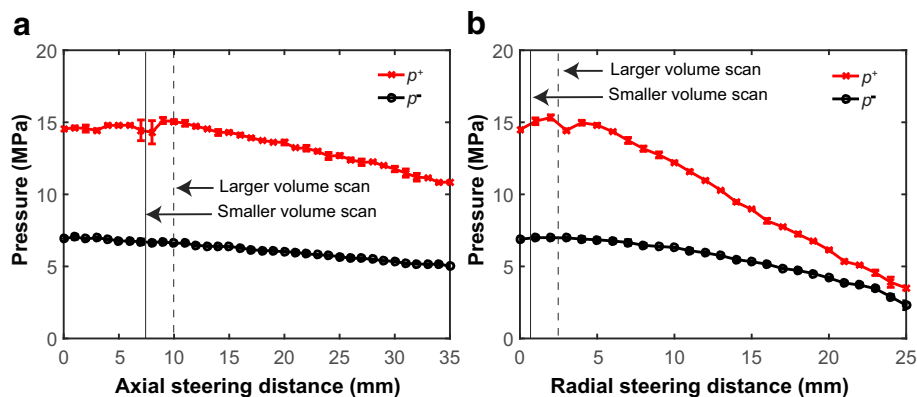 a
20
15
10
5
0
Pressure (MPa)
p⁺
p⁻
Larger volume scan
Smaller volume scan
0 5 10 15 20 25 30 35
Axial steering distance (mm)
b
20
15
10
5
0
Pressure (MPa)
Larger volume scan
Smaller volume scan
p⁺
p⁻
0 5 10 15 20 25
Radial steering distance (mm)